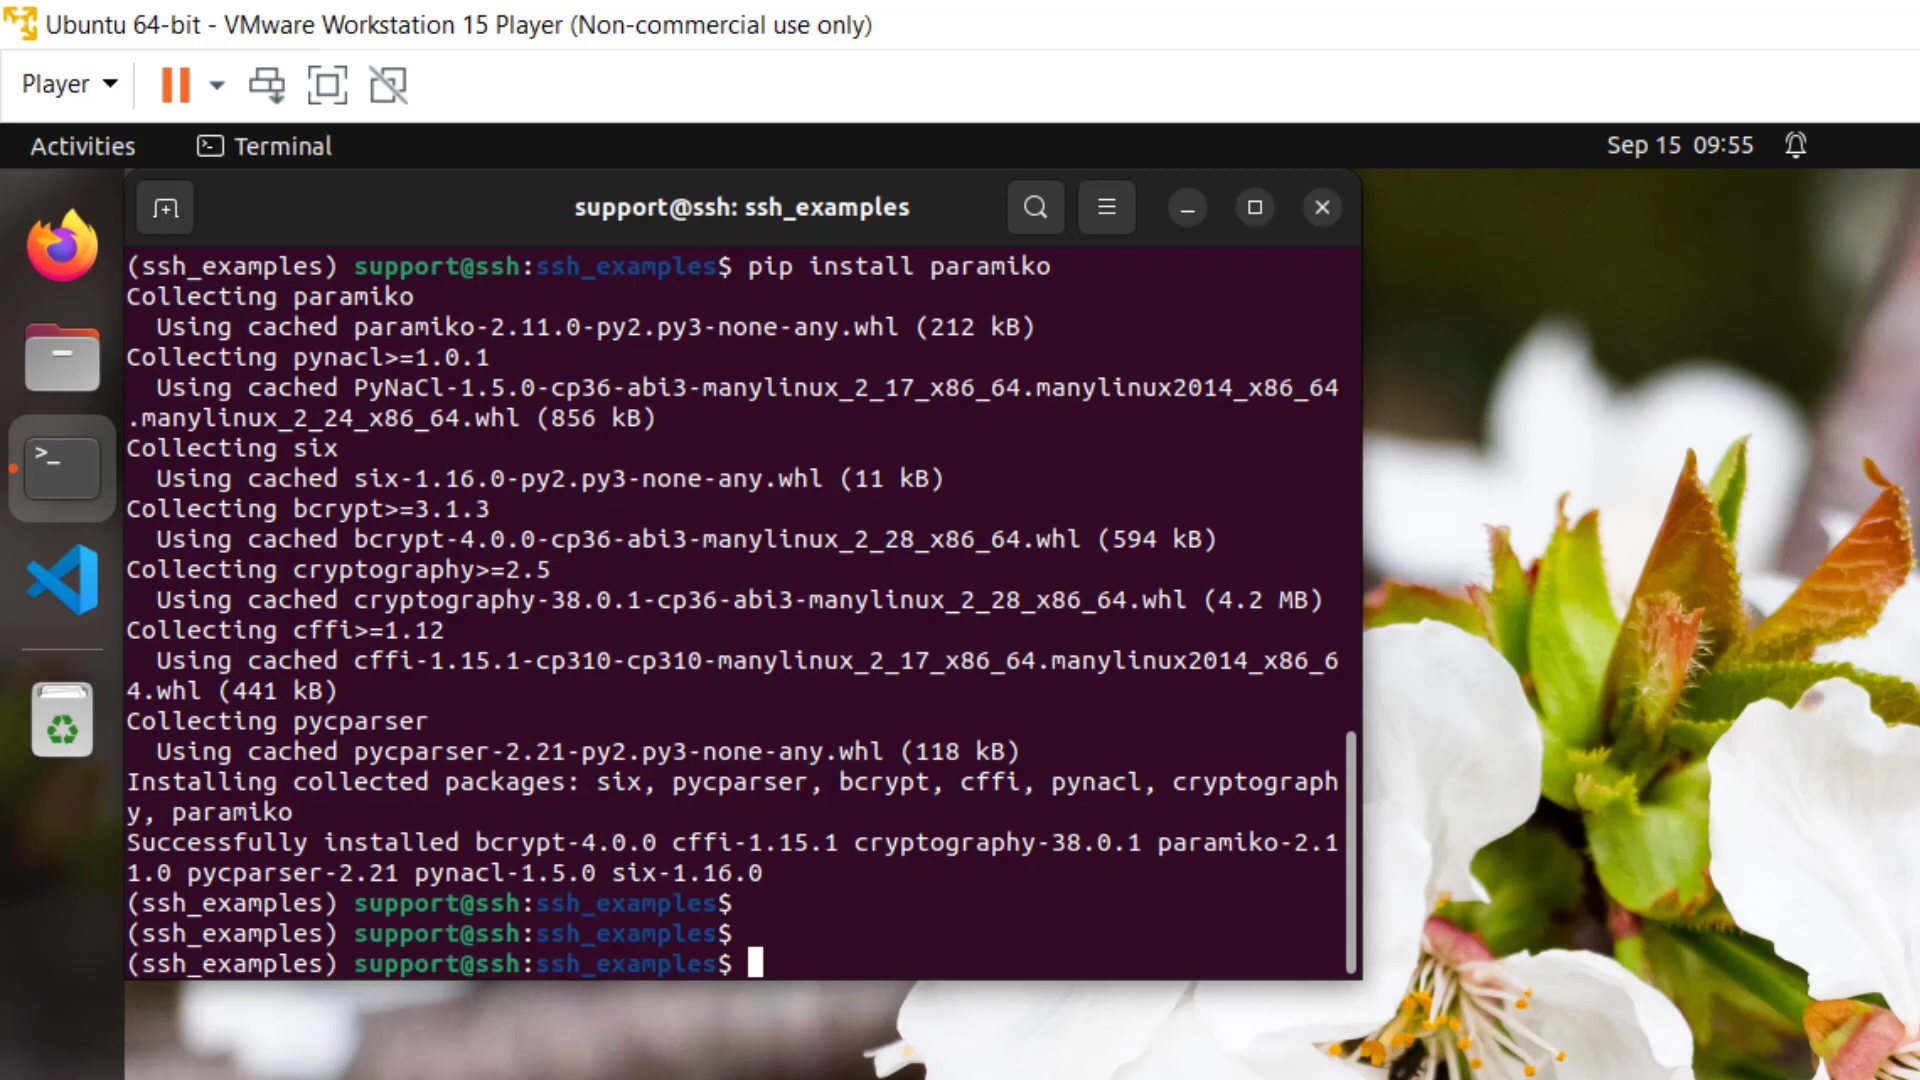 Ubuntu 64-bit - VMware Workstation 15 Player (Non-commercial use only)
Player
Activities
Terminal
Sep 15 09:55
support@ssh: ssh_examples
(ssh_examples) support@ssh:ssh_examples$ pip install paramiko
Collecting paramiko
  Using cached paramiko-2.11.0-py2.py3-none-any.whl (212 kB)
Collecting pynacl>=1.0.1
  Using cached PyNaCl-1.5.0-cp36-abi3-manylinux_2_17_x86_64.manylinux2014_x86_64
.manylinux_2_24_x86_64.whl (856 kB)
Collecting six
  Using cached six-1.16.0-py2.py3-none-any.whl (11 kB)
Collecting bcrypt>=3.1.3
  Using cached bcrypt-4.0.0-cp36-abi3-manylinux_2_28_x86_64.whl (594 kB)
Collecting cryptography>=2.5
  Using cached cryptography-38.0.1-cp36-abi3-manylinux_2_28_x86_64.whl (4.2 MB)
Collecting cffi>=1.12
  Using cached cffi-1.15.1-cp310-cp310-manylinux_2_17_x86_64.manylinux2014_x86_6
4.whl (441 kB)
Collecting pycparser
  Using cached pycparser-2.21-py2.py3-none-any.whl (118 kB)
Installing collected packages: six, pycparser, bcrypt, cffi, pynacl, cryptograph
y, paramiko
Successfully installed bcrypt-4.0.0 cffi-1.15.1 cryptography-38.0.1 paramiko-2.1
1.0 pycparser-2.21 pynacl-1.5.0 six-1.16.0
(ssh_examples) support@ssh:ssh_examples$
(ssh_examples) support@ssh:ssh_examples$
(ssh_examples) support@ssh:ssh_examples$